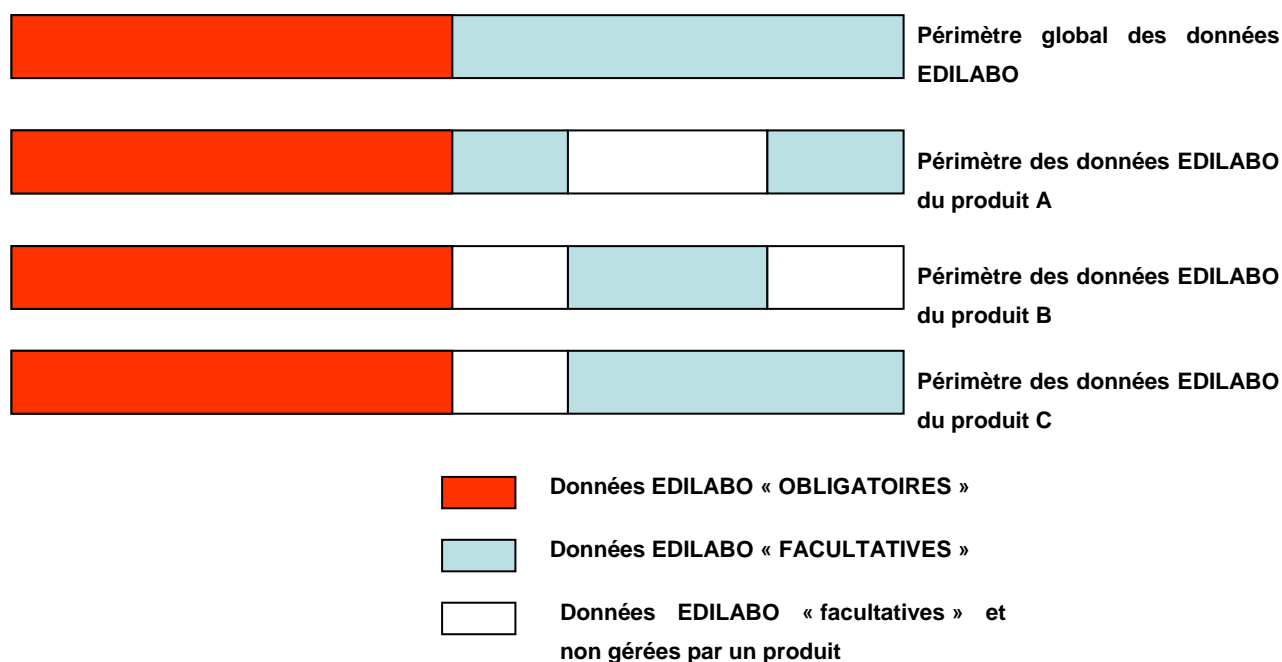 Périmètre global des données
EDILABO
Périmètre des données EDILABO
du produit A
Périmètre des données EDILABO
du produit B
Périmètre des données EDILABO
du produit C
Données EDILABO « OBLIGATOIRES »
Données EDILABO « FACULTATIVES »
Données EDILABO « facultatives » et
non gérées par un produit